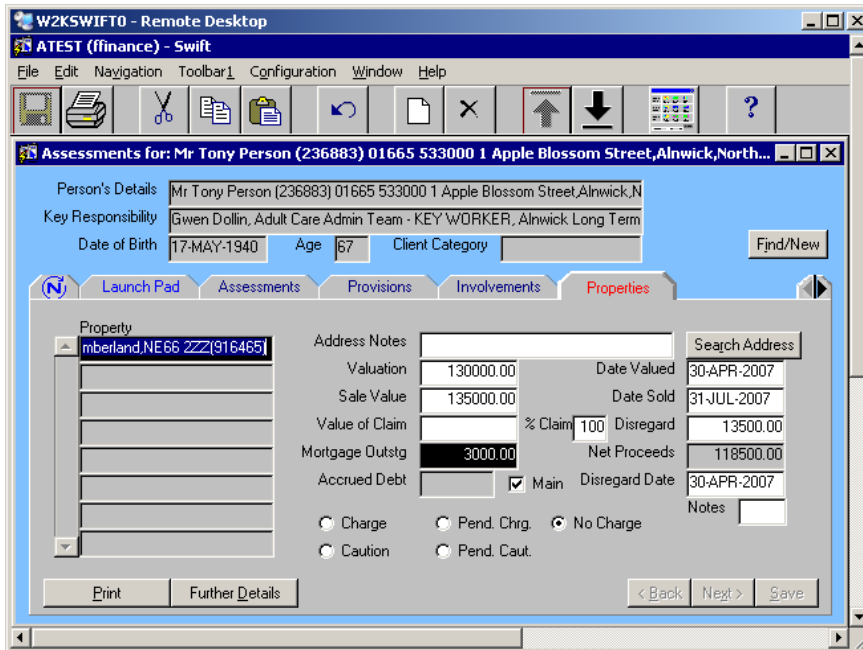 W2KSWIFT0 - Remote Desktop
ATEST (ffinance) - Swift
File Edit Navigation Toolbar1 Configuration Window Help
Assessments for: Mr Tony Person (236883) 01665 533000 1 Apple Blossom Street,Alnwick,North...
Person's Details Mr Tony Person (236883) 01665 533000 1 Apple Blossom Street,Alnwick,N
Key Responsibility Gwen Dollin, Adult Care Admin Team - KEY WORKER, Alnwick Long Term
Date of Birth 17-MAY-1940 Age 67 Client Category Find/New
N Launch Pad Assessments Provisions Involvements Properties
Property Address Notes Search Address
mberland,NE66 2ZZ(916465)
Valuation 130000.00 Date Valued 30-APR-2007
Sale Value 135000.00 Date Sold 31-JUL-2007
Value of Claim % Claim 100 Disregard 13500.00
Mortgage Outstg 3000.00 Net Proceeds 118500.00
Accrued Debt Main Disregard Date 30-APR-2007
Notes
Charge Pend. Chrg. No Charge
Caution Pend. Caut.
Print Further Details < Back Next > Save